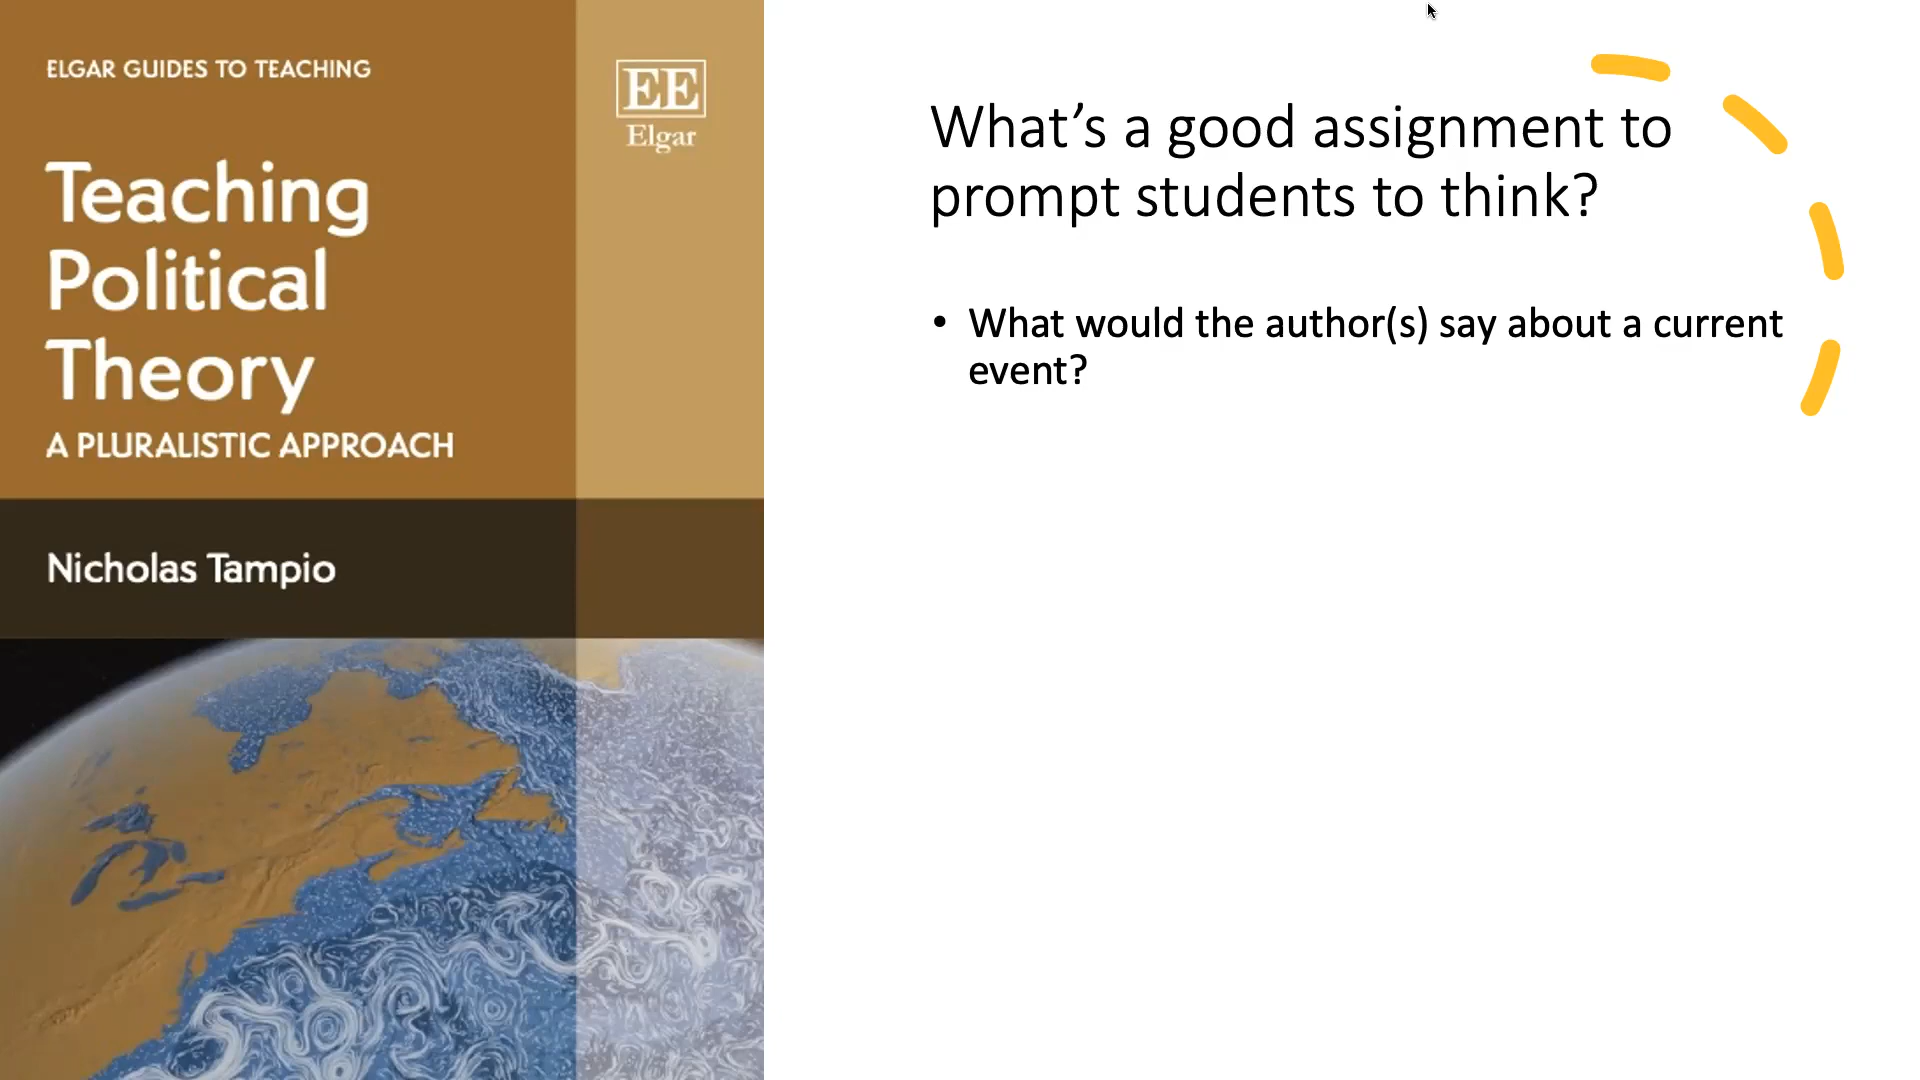 ELGAR GUIDES TO TEACHING
EE
Elgar
Teaching
Political
Theory
A PLURALISTIC APPROACH
Nicholas Tampio
What’s a good assignment to
prompt students to think?
• What would the author(s) say about a current
event?